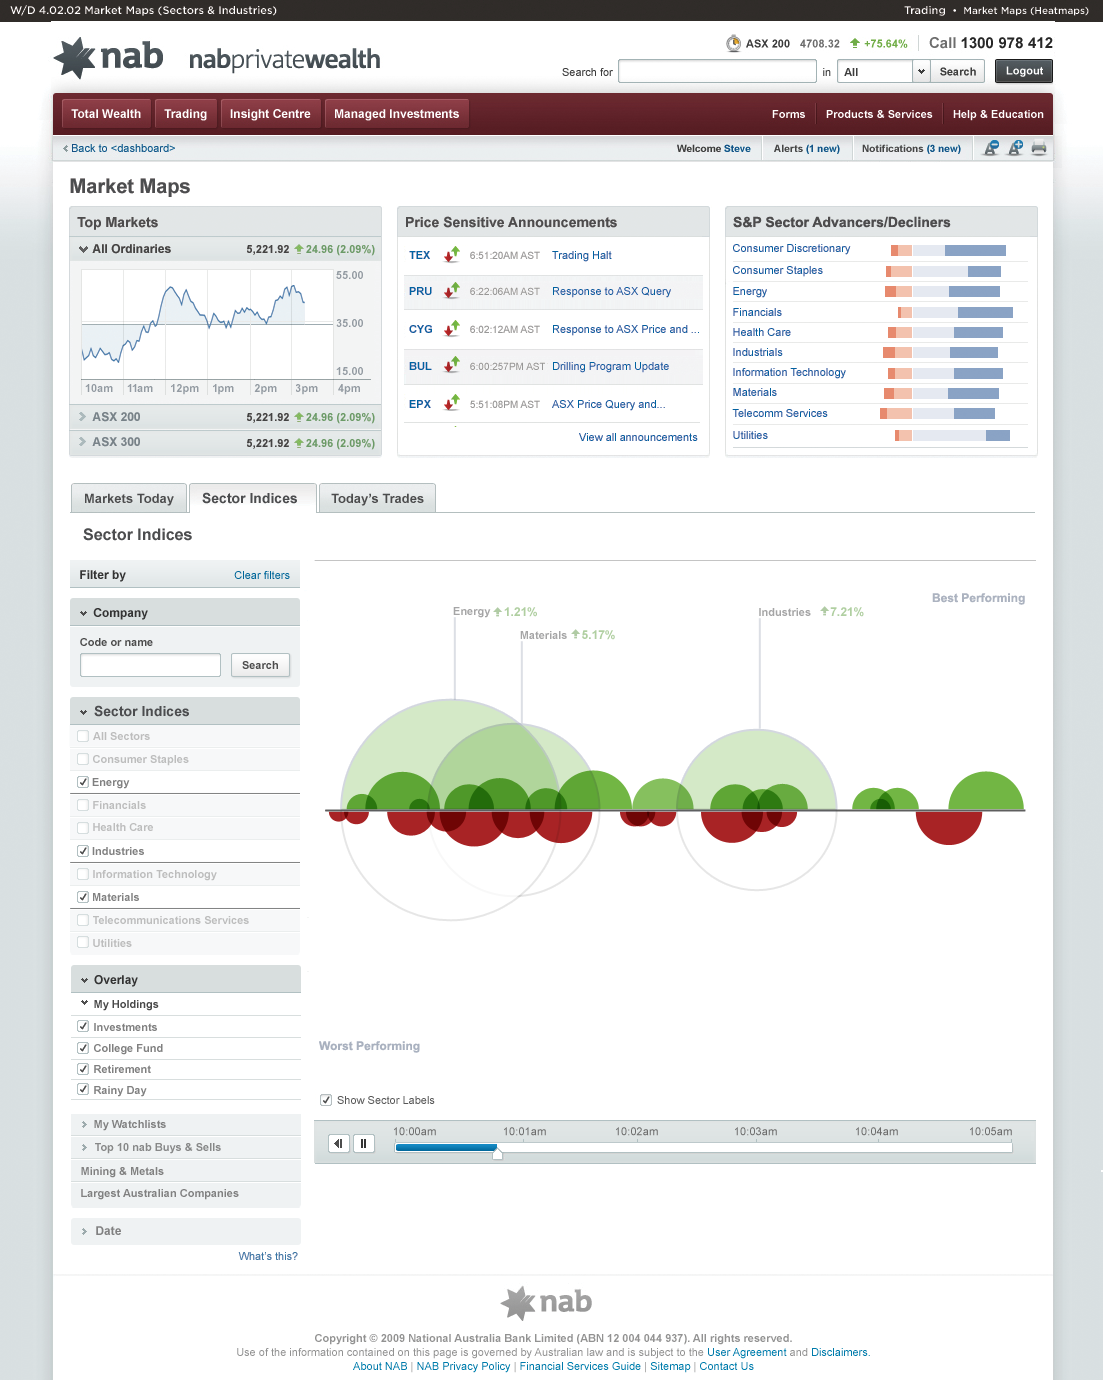 W/D 4.02.02 Market Maps (Sectors & Industries)
Trading • Market Maps (Heatmaps)
nab nabprivatewealth
ASX 200 4708.32 +75.64% Call 1300 978 412
Search for in All Search Logout
Total Wealth Trading Insight Centre Managed Investments Forms Products & Services Help & Education
Back to <dashboard> Welcome Steve Alerts (1 new) Notifications (3 new)
Market Maps
Top Markets
All Ordinaries 5,221.92 24.96 (2.09%)
55.00
35.00
15.00
10am 11am 12pm 1pm 2pm 3pm 4pm
ASX 200 5,221.92 24.96 (2.09%)
ASX 300 5,221.92 24.96 (2.09%)
Price Sensitive Announcements
TEX 6:51:20AM AST Trading Halt
PRU 6:22:06AM AST Response to ASX Query
CYG 6:02:12AM AST Response to ASX Price and ...
BUL 6:00:257PM AST Drilling Program Update
EPX 5:51:08PM AST ASX Price Query and...
View all announcements
S&P Sector Advancers/Decliners
Consumer Discretionary
Consumer Staples
Energy
Financials
Health Care
Industrials
Information Technology
Materials
Telecomm Services
Utilities
Markets Today Sector Indices Today's Trades
Sector Indices
Filter by Clear filters
Company
Code or name
Search
Sector Indices
All Sectors
Consumer Staples
Energy
Financials
Health Care
Industries
Information Technology
Materials
Telecommunications Services
Utilities
Overlay
My Holdings
Investments
College Fund
Retirement
Rainy Day
My Watchlists
Top 10 nab Buys & Sells
Mining & Metals
Largest Australian Companies
Date
What's this?
Best Performing
Energy 1.21%
Industries 7.21%
Materials 5.17%
Worst Performing
Show Sector Labels
10:00am 10:01am 10:02am 10:03am 10:04am 10:05am
nab
Copyright © 2009 National Australia Bank Limited (ABN 12 004 044 937). All rights reserved.
Use of the information contained on this page is governed by Australian law and is subject to the User Agreement and Disclaimers.
About NAB | NAB Privacy Policy | Financial Services Guide | Sitemap | Contact Us